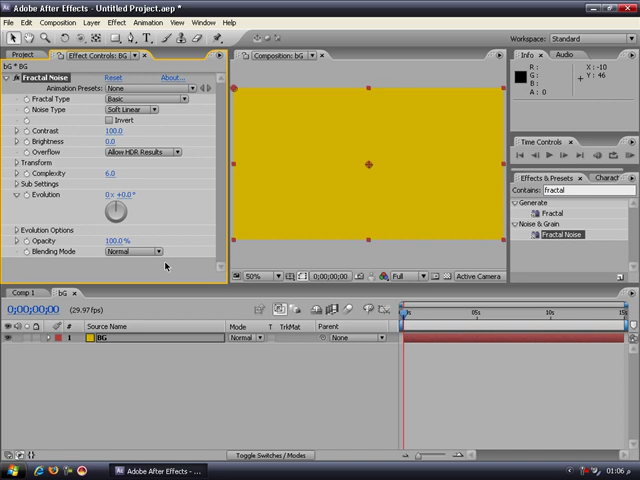 Adobe After Effects - Untitled Project.aep *
File Edit Composition Layer Effect Animation View Window Help
Workspace: Standard
Project Effect Controls: BG
Composition: bG
Info Audio
bG * BG
Fractal Noise Reset About...
Animation Presets: None
Fractal Type Basic
Noise Type Soft Linear
Invert
Contrast 100.0
Brightness 0.0
Overflow Allow HDR Results
Transform
Complexity 6.0
Sub Settings
Evolution 0 x +0.0 °
Evolution Options
Opacity 100.0 %
Blending Mode Normal
R : X : -10
G : Y : 46
B :
A : 0
Time Controls
Effects & Presets Charact
Contains: fractal
Generate
Fractal
Noise & Grain
Fractal Noise
50% 0;00;00;00 Full Active Camera
Comp 1 bG
0;00;00;00 (29.97 fps)
# Source Name Mode T TrkMat Parent
0s 05s 10s 15s
1 BG Normal None
Toggle Switches / Modes
Adobe After Effects - ...
01:06 م